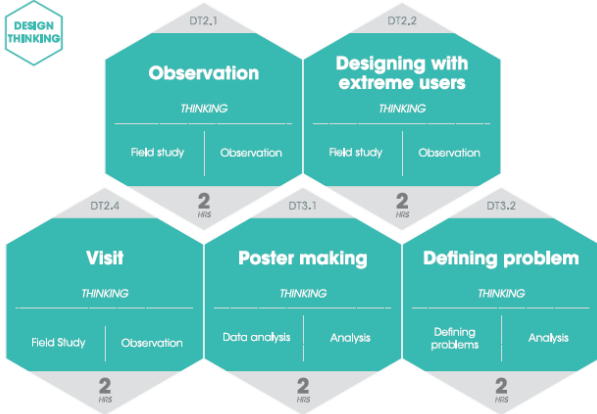 DESIGN
THINKING
DT2.1
Observation
THINKING
Field study
Observation
2
HRS
DT2.2
Designing with
extreme users
THINKING
Field study
Observation
2
HRS
DT2.4
Visit
THINKING
Field Study
Observation
2
HRS
DT3.1
Poster making
THINKING
Data analysis
Analysis
2
HRS
DT3.2
Defining problem
THINKING
Defining
problems
Analysis
2
HRS